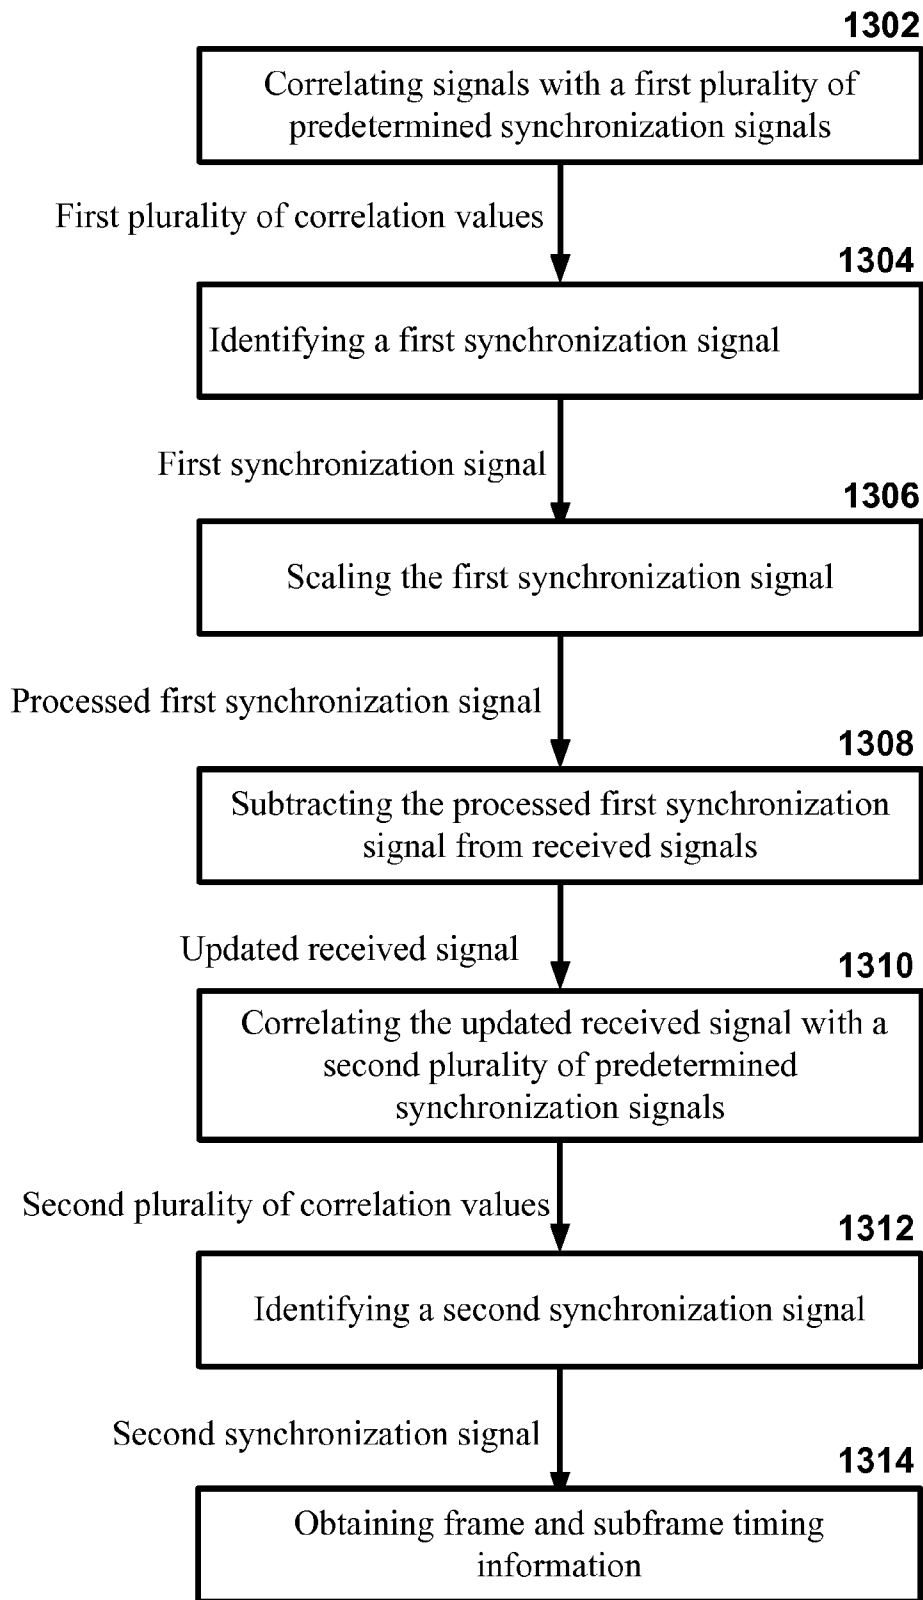 1302
Correlating signals with a first plurality of
predetermined synchronization signals
First plurality of correlation values
1304
Identifying a first synchronization signal
First synchronization signal
1306
Scaling the first synchronization signal
Processed first synchronization signal
1308
Subtracting the processed first synchronization
signal from received signals
Updated received signal
1310
Correlating the updated received signal with a
second plurality of predetermined
synchronization signals
Second plurality of correlation values
1312
Identifying a second synchronization signal
Second synchronization signal
1314
Obtaining frame and subframe timing
information